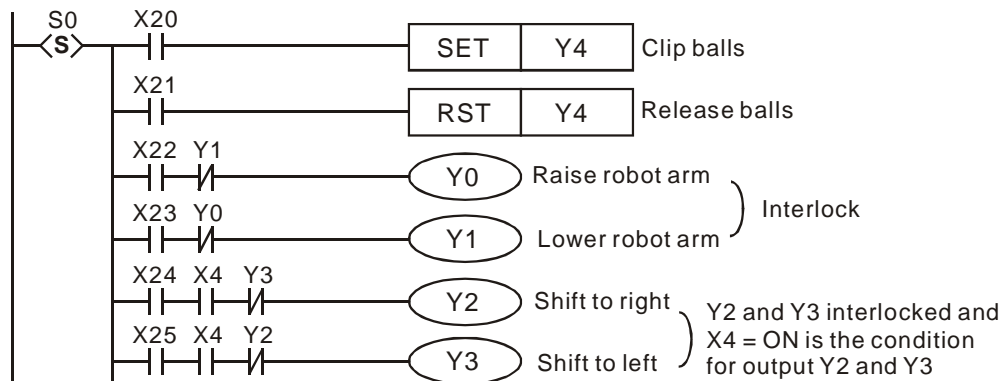 S0 X20
S SET Y4 Clip balls
X21
RST Y4 Release balls
X22 Y1
Y0 Raise robot arm
Interlock
X23 Y0
Y1 Lower robot arm
X24 X4 Y3
Y2 Shift to right
Y2 and Y3 interlocked and
X4 = ON is the condition
for output Y2 and Y3
X25 X4 Y2
Y3 Shift to left